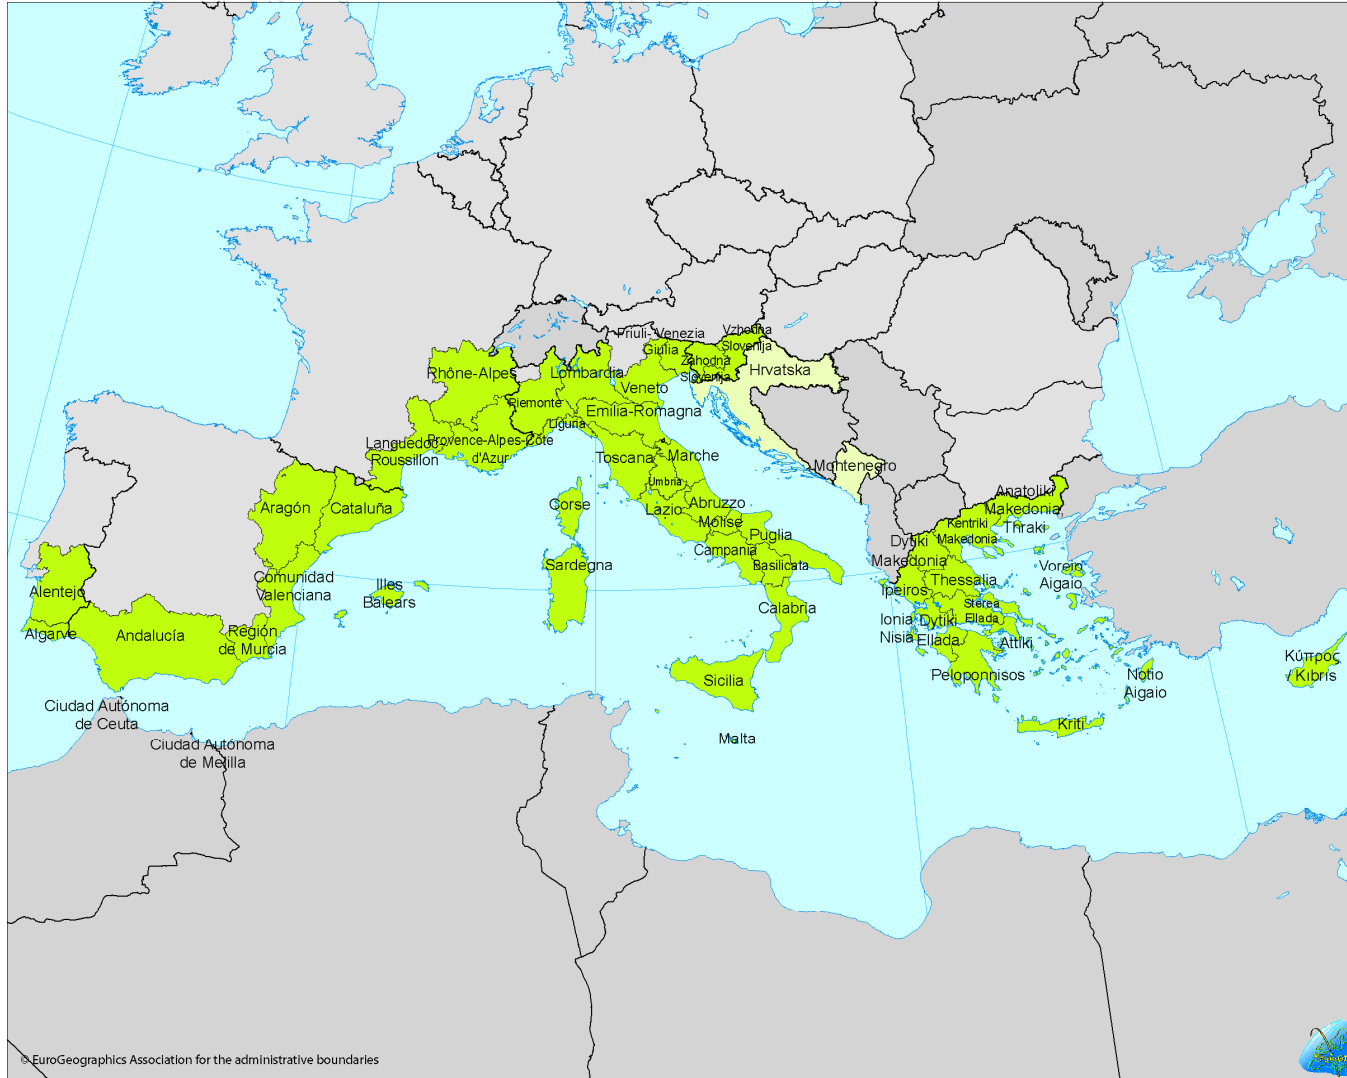 Priuli- Venezia
Giulia
Vzhodna
Slovenija
Zahodna
Slovenija
Hrvatska
Rhône-Alpes
Lombardia
Veneto
Piemonte
Emilia-Romagna
Liguria
Languedoc-
Roussillon
Provence-Alpes-Côte
d'Azur
Toscana
Marche
Umbria
Montenegro
Aragón
Cataluña
Corse
Lazio
Abruzzo
Molise
Puglia
Campania
Basilicata
Sardegna
Anatoliki
Makedonia,
Thraki
Kentriki
Makedonia
Dytiki
Makedonia
Comunidad
Valenciana
Illes
Balears
Alentejo
Algarve
Andalucía
Región
de Murcia
Calabria
Thessalia
Ipeiros
Voreio
Aigaio
Sterea
Ellada
Ionia
Nisia
Dytiki
Ellada
Attiki
Peloponnisos
Notio
Aigaio
Κύπρος
/ Kıbrıs
Sicilia
Ciudad Autónoma
de Ceuta
Ciudad Autónoma
de Melilla
Malta
Kriti
© EuroGeographics Association for the administrative boundaries